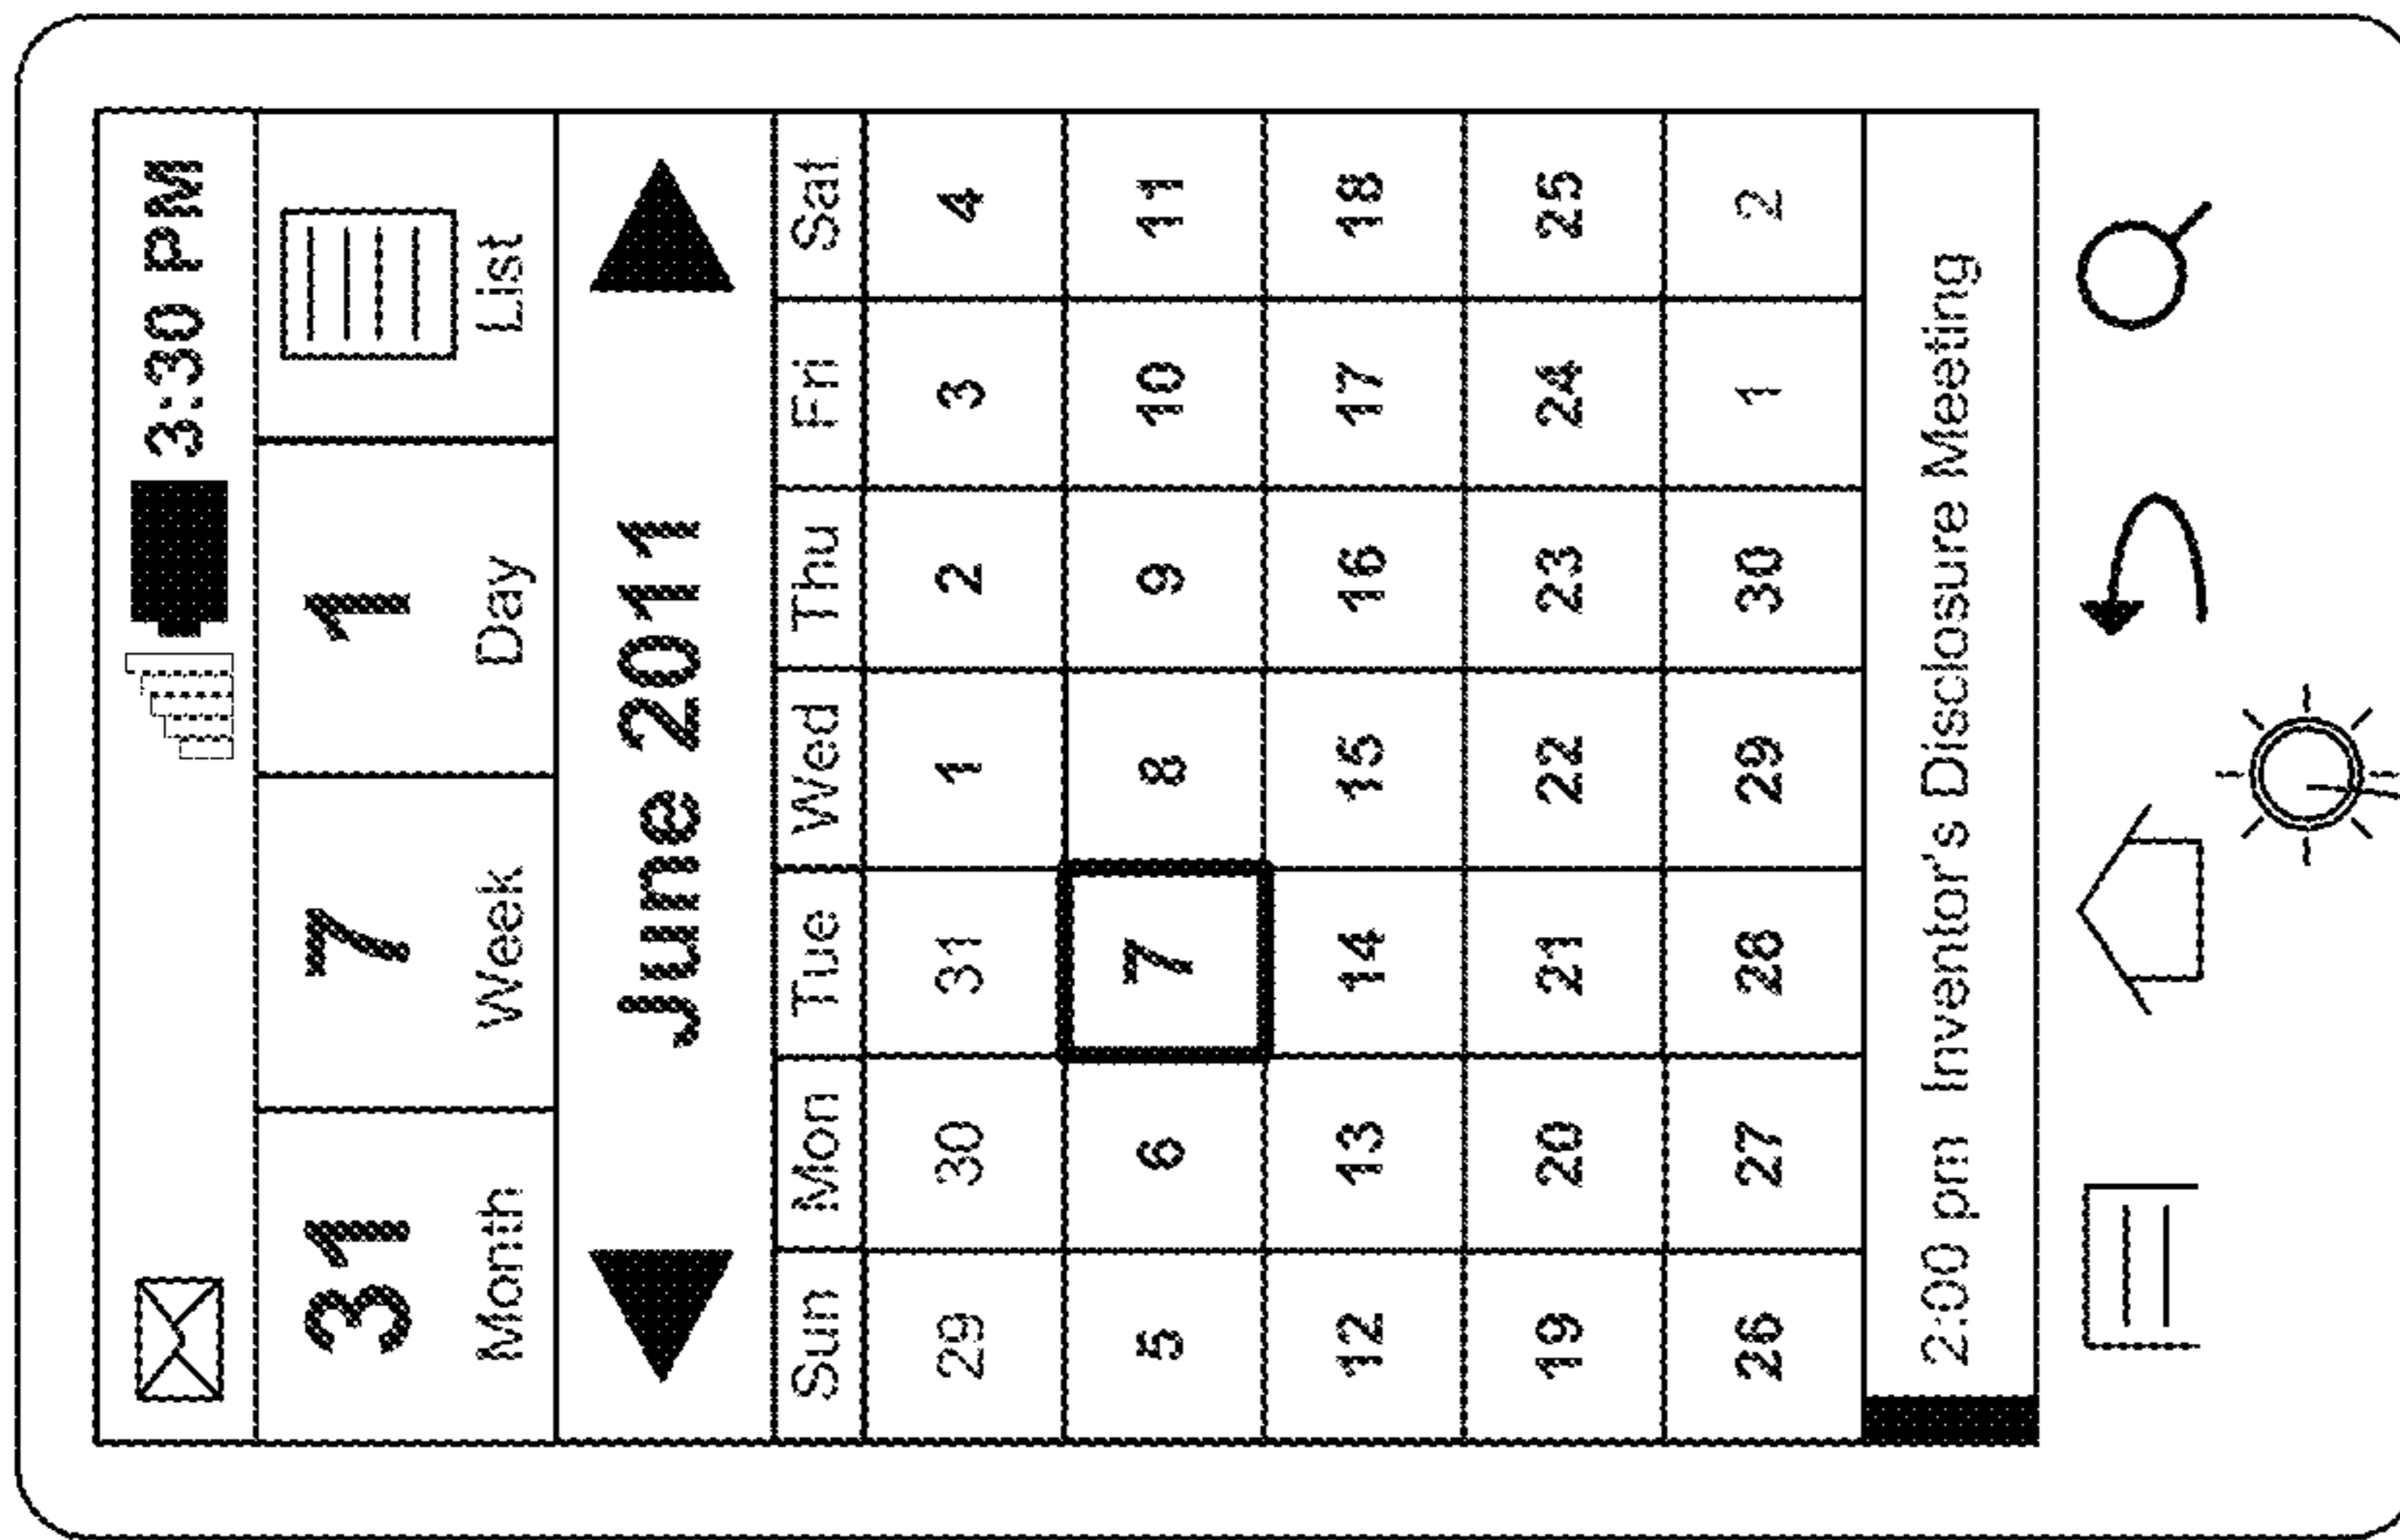 3:30 PM
31 7 1
Month Week Day List
June 2011
Sun Mon Tue Wed Thu Fri Sat
29 30 31 1 2 3 4
5 6 7 8 9 10 11
12 13 14 15 16 17 18
19 20 21 22 23 24 25
26 27 28 29 30 1 2
2:00 pm Inventor's Disclosure Meeting